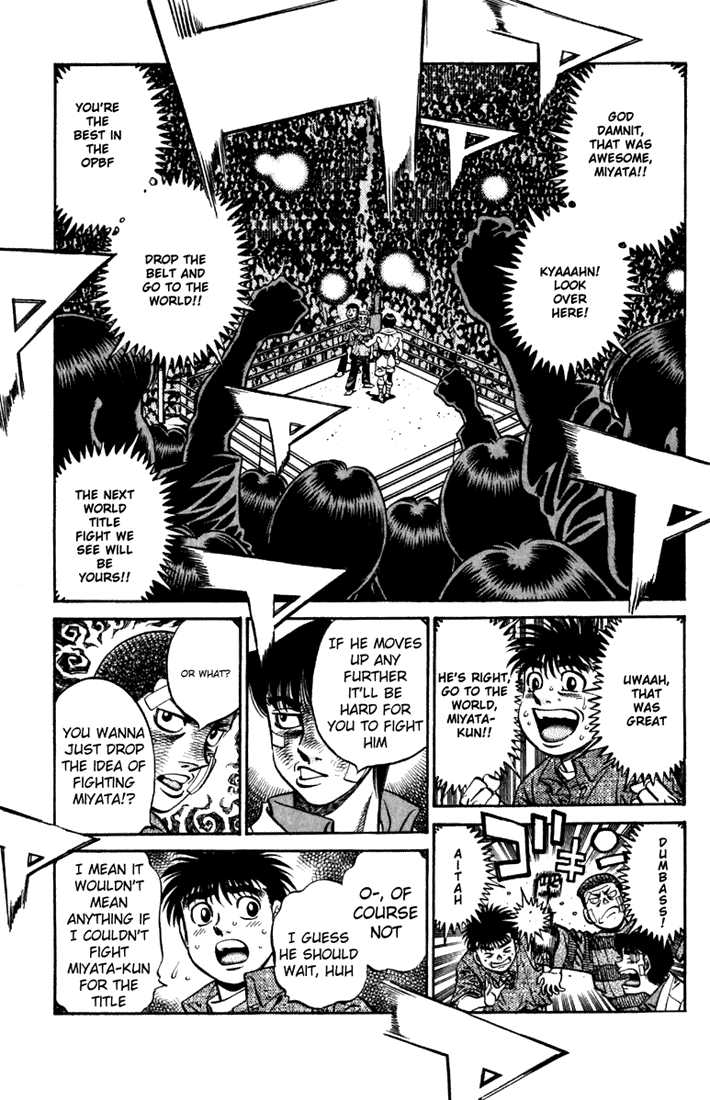 GOD
DAMNIT,
THAT WAS
AWESOME,
MIYATA!!
KYAAAHN!
LOOK
OVER
HERE!
YOU'RE
THE
BEST IN
THE
OPBF
DROP THE
BELT AND
GO TO THE
WORLD!!
THE NEXT
WORLD
TITLE
FIGHT WE
SEE WILL
BE
YOURS!!
UWAAH,
THAT
WAS
GREAT
HE'S RIGHT,
GO TO THE
WORLD,
MIYATA-
KUN!!
DUMBASS!
ゴキーン
AITAH
IF HE MOVES
UP ANY
FURTHER
IT'LL BE
HARD FOR
YOU TO FIGHT
HIM
OR WHAT?
YOU WANNA
JUST DROP
THE IDEA OF
FIGHTING
MIYATA!?
O-, OF
COURSE
NOT
I GUESS
HE SHOULD
WAIT, HUH
I MEAN IT
WOULDN'T
MEAN
ANYTHING IF
I COULDN'T
FIGHT
MIYATA-KUN
FOR THE
TITLE